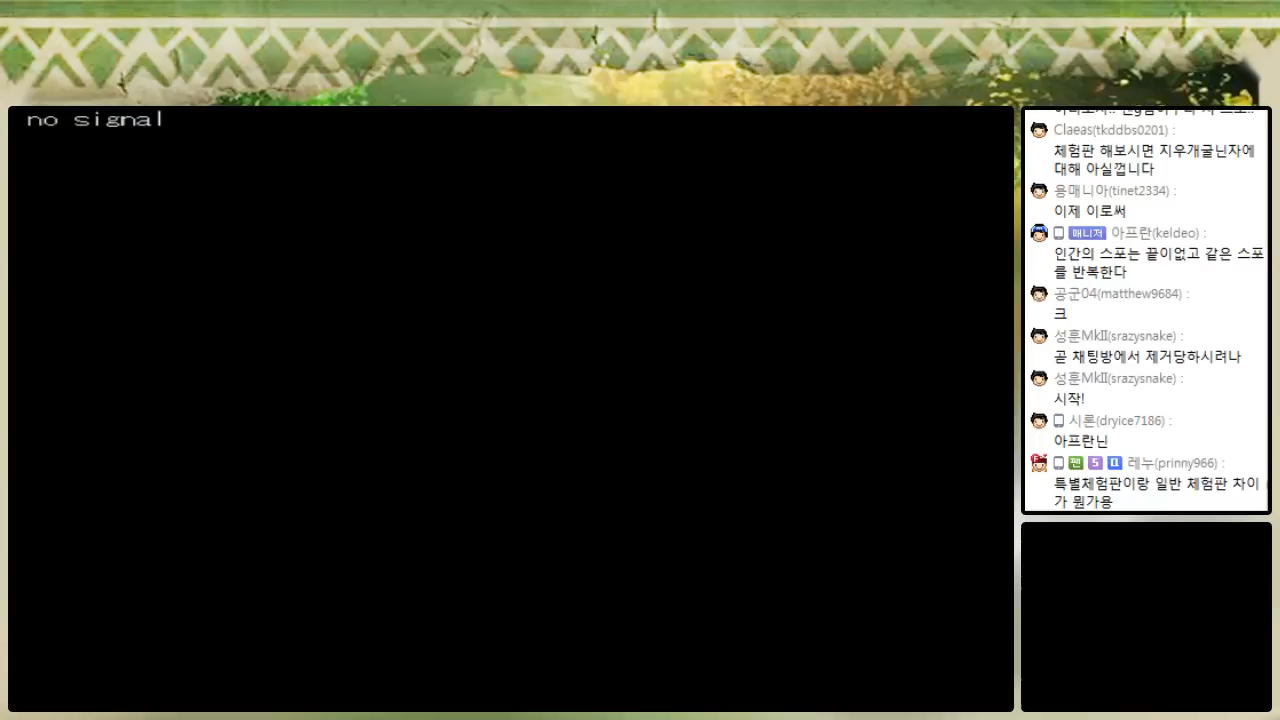 no signal
Claeas(tkddbs0201) :
체험판 해보시면 지우개굴닌자에
대해 아실껍니다
용매니아(tinet2334) :
이제 이로써
매니저 아프란(keldeo) :
인간의 스포는 끝이없고 같은 스포
를 반복한다
공군04(matthew9684) :
크
성훈MkII(srazysnake) :
곧 채팅방에서 제거당하시려나
성훈MkII(srazysnake) :
시작!
시론(dryice7186) :
아프란닌
팬 5 레누(prinny966) :
특별체험판이랑 일반 체험판 차이
가 뭔가용